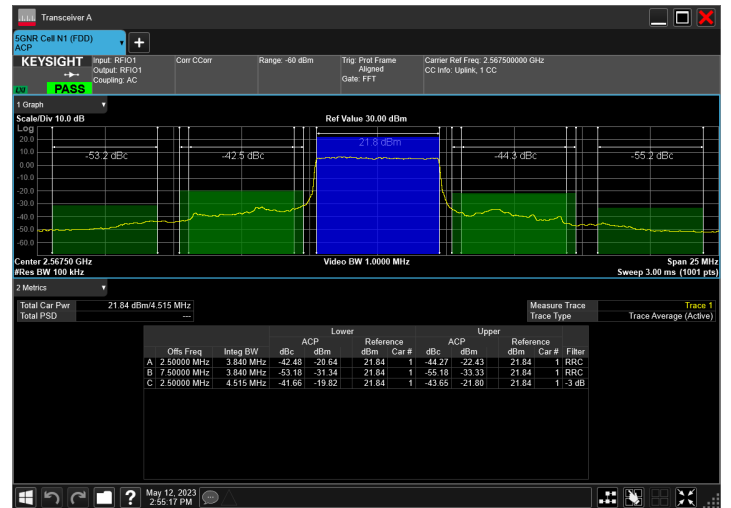 Transceiver A
5GNR Cell N1 (FDD)
ACP
KEYSIGHT
LXI
PASS
Input: RFIO1
Output: RFIO1
Coupling: AC
Corr CCorr
Range: -60 dBm
Trig: Prot Frame
Aligned
Gate: FFT
Carrier Ref Freq: 2.567500000 GHz
CC Info: Uplink, 1 CC
1 Graph
Scale/Div 10.0 dB
Ref Value 30.00 dBm
Log
20.0
10.0
0.00
-10.0
-20.0
-30.0
-40.0
-50.0
-60.0
-53.2 dBc
-42.5 dBc
21.8 dBm
-44.3 dBc
-55.2 dBc
Center 2.56750 GHz
Video BW 1.0000 MHz
Span 25 MHz
#Res BW 100 kHz
Sweep 3.00 ms (1001 pts)
2 Metrics
Total Car Pwr 21.84 dBm/4.515 MHz
Total PSD ---
Measure Trace Trace 1
Trace Type Trace Average (Active)
Lower Upper
ACP Reference ACP Reference
Offs Freq Integ BW dBc dBm dBm Car # dBc dBm dBm Car # Filter
A 2.50000 MHz 3.840 MHz -42.48 -20.64 21.84 1 -44.27 -22.43 21.84 1 RRC
B 7.50000 MHz 3.840 MHz -53.18 -31.34 21.84 1 -55.18 -33.33 21.84 1 RRC
C 2.50000 MHz 4.515 MHz -41.66 -19.82 21.84 1 -43.65 -21.80 21.84 1 -3 dB
May 12, 2023
2:55:17 PM